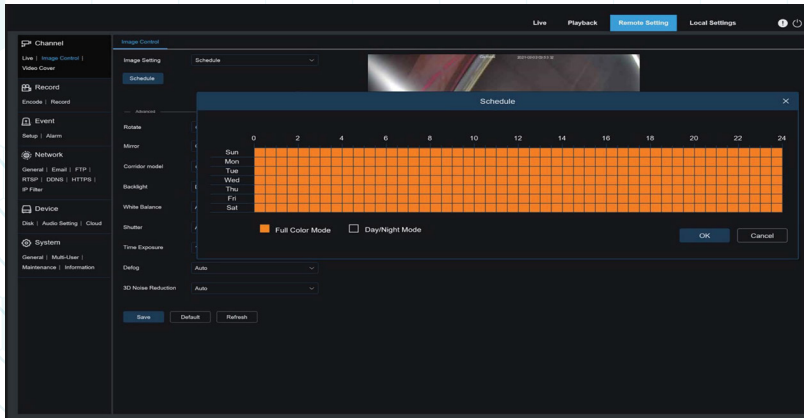 Live Playback Remote Setting Local Settings
Channel
Live | Image Control |
Video Cover
Record
Encode | Record
Event
Setup | Alarm
Network
General | Email | FTP |
RTSP | DDNS | HTTPS |
IP Filter
Device
Disk | Audio Setting | Cloud
System
General | Multi-User |
Maintenance | Information
Image Control
Image Setting Schedule
Schedule
Advanced
Rotate
Mirror
Corridor model
Backlight
White Balance
Shutter
Time Exposure
Defog Auto
3D Noise Reduction Auto
Save Default Refresh
Schedule
0 2 4 6 8 10 12 14 16 18 20 22 24
Sun
Mon
Tue
Wed
Thu
Fri
Sat
Full Color Mode Day/Night Mode
OK Cancel